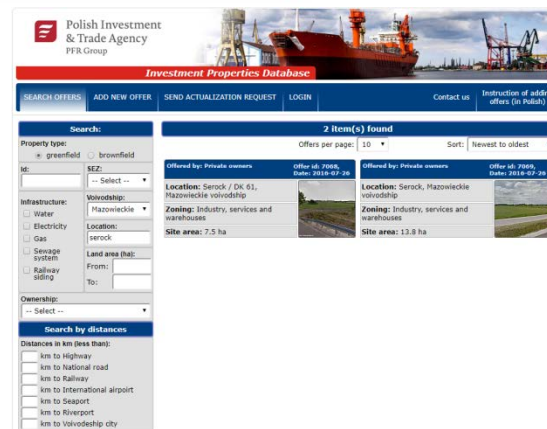 Polish Investment
& Trade Agency
PFR Group
Investment Properties Database
SEARCH OFFERS
ADD NEW OFFER
SEND ACTUALIZATION REQUEST
LOGIN
Contact us
Instruction of addin
offers (in Polish)
Search:
Property type:
greenfield
brownfield
Id:
SEZ:
-- Select --
Infrastructure:
Water
Electricity
Gas
Sewage
system
Railway
siding
Voivodship:
Mazowieckie
Location:
serock
Land area (ha):
From:
To:
Ownership:
-- Select --
Search by distances
Distances in km (less than):
km to Highway
km to National road
km to Railway
km to International airpoirt
km to Seaport
km to Riverport
km to Voivodeship city
2 item(s) found
Offers per page: 10
Sort: Newest to oldest
Offered by: Private owners
Offer id: 7068,
Date: 2016-07-26
Location: Serock / DK 61,
Mazowieckie voivodship
Zoning: Industry, services and
warehouses
Site area: 7.5 ha
Offered by: Private owners
Offer id: 7069,
Date: 2016-07-26
Location: Serock, Mazowieckie
voivodship
Zoning: Industry, services and
warehouses
Site area: 13.8 ha